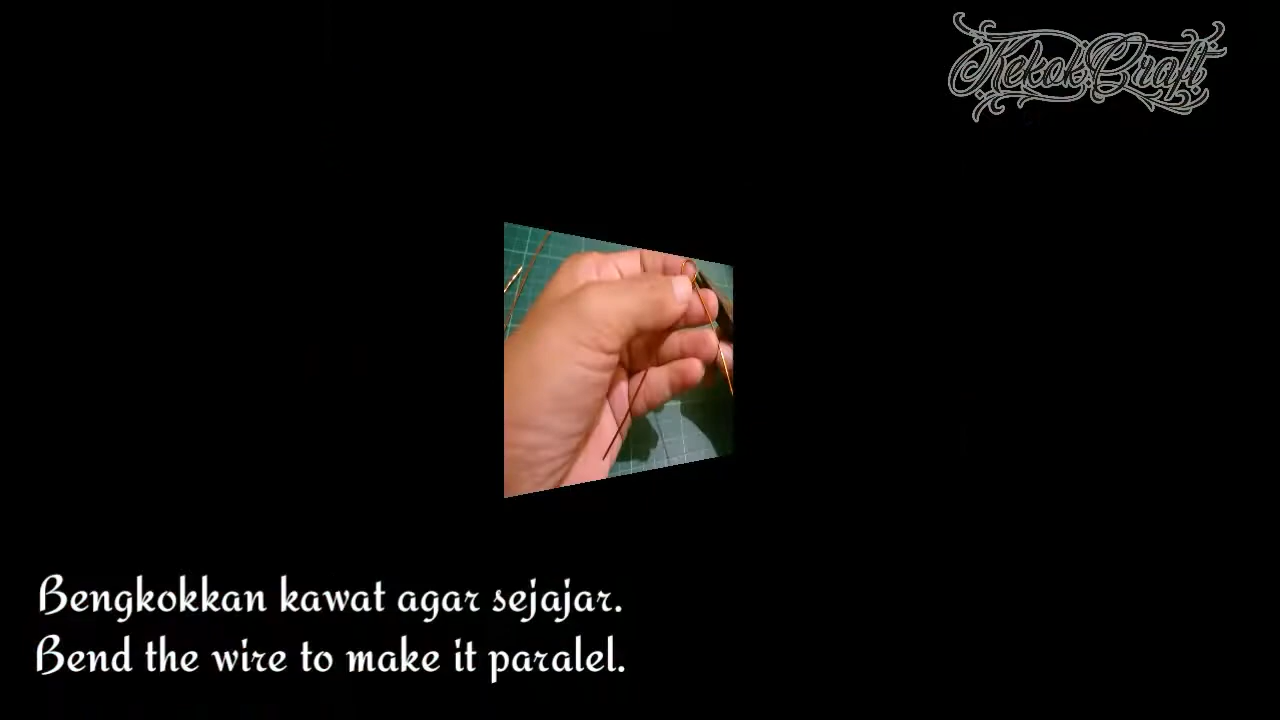 KekokCraft
Bengkokkan kawat agar sejajar.
Bend the wire to make it paralel.